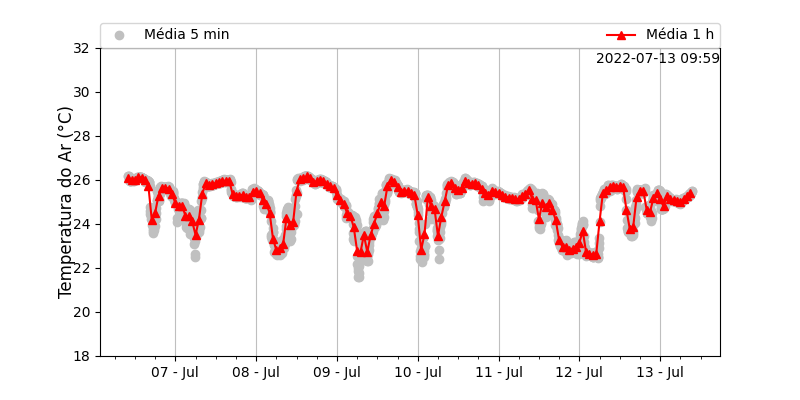 Média 5 min
Média 1 h
2022-07-13 09:59
Temperatura do Ar (°C)
32
30
28
26
24
22
20
18
07 - Jul
08 - Jul
09 - Jul
10 - Jul
11 - Jul
12 - Jul
13 - Jul